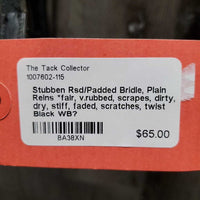 The Tack Collector
1007602-115
Stubben Rsd/Padded Bridle, Plain
Reins *fair, v.rubbed, scrapes, dirty,
dry, stiff, faded, scratches, twist
Black WB?
$65.00
8A38XN